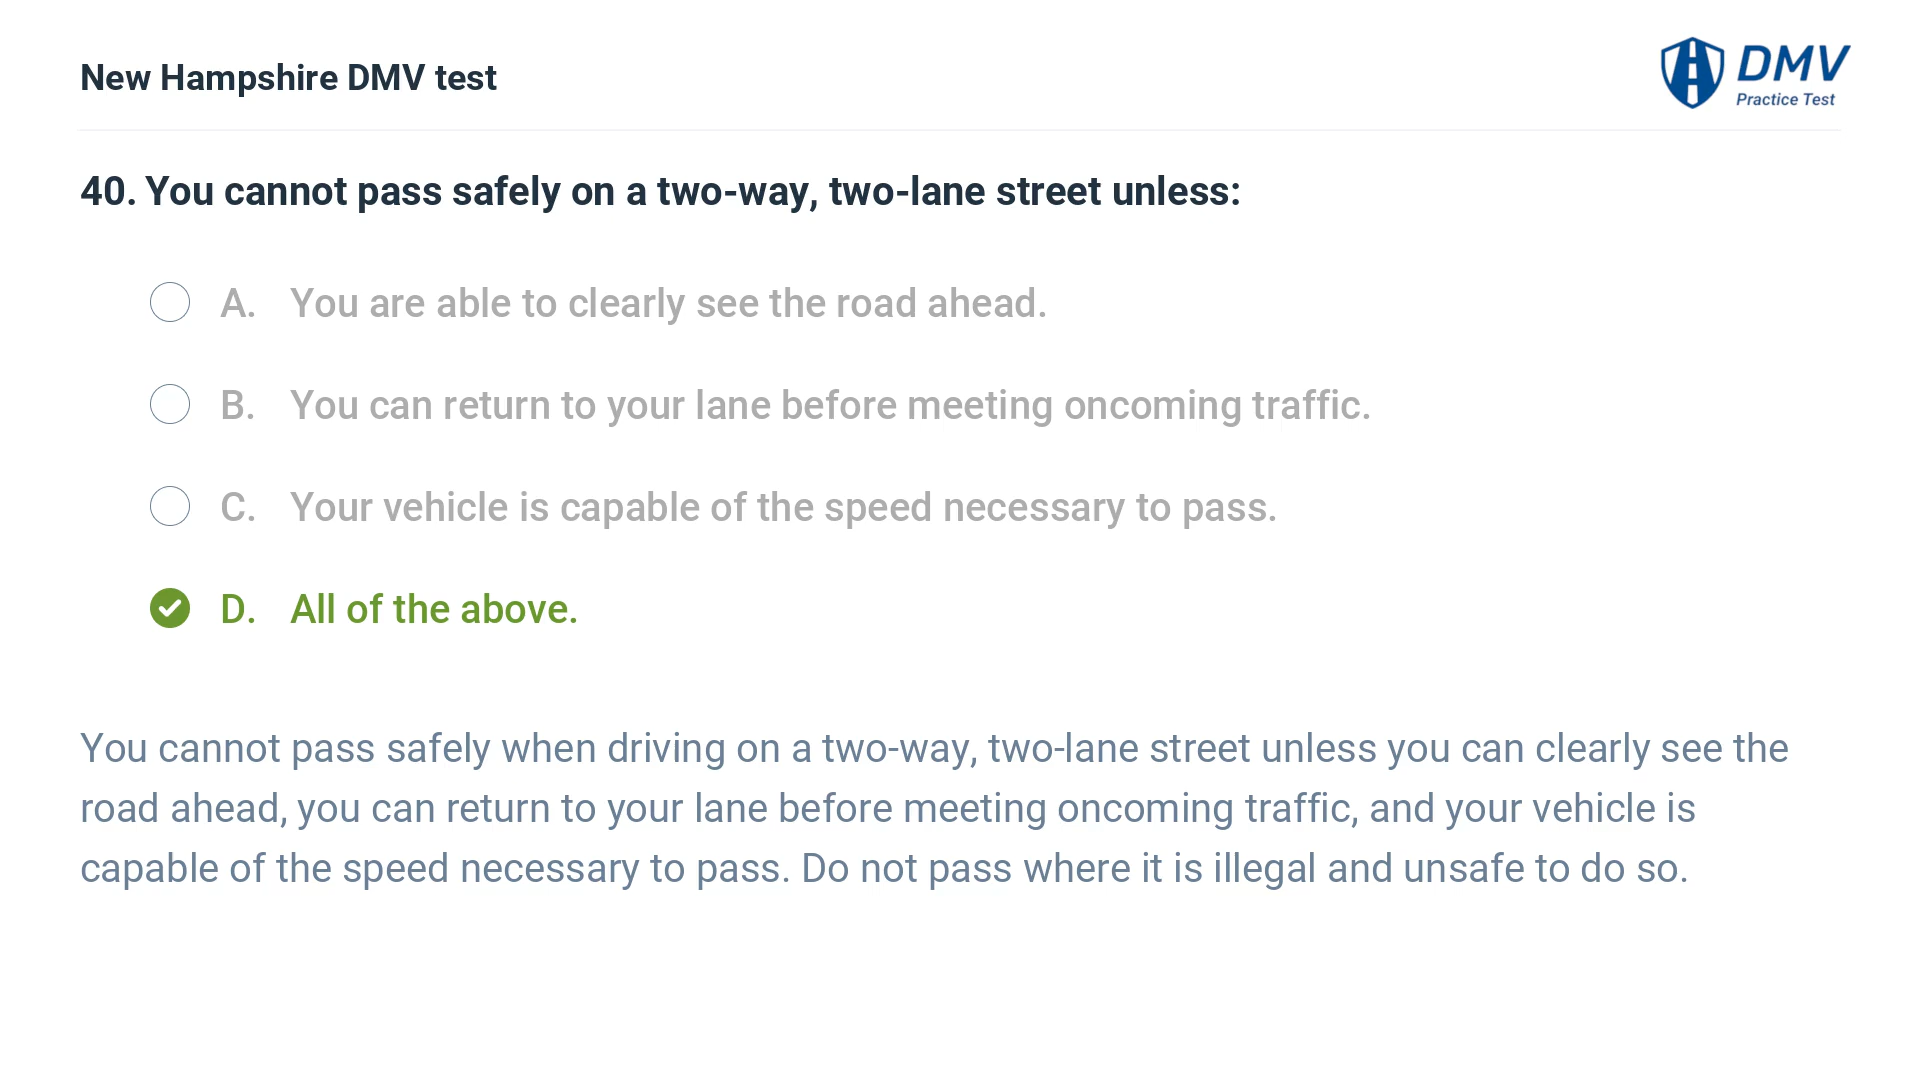 New Hampshire DMV test
DMV
Practice Test
40. You cannot pass safely on a two-way, two-lane street unless:
A. You are able to clearly see the road ahead.
B. You can return to your lane before meeting oncoming traffic.
C. Your vehicle is capable of the speed necessary to pass.
D. All of the above.
You cannot pass safely when driving on a two-way, two-lane street unless you can clearly see the
road ahead, you can return to your lane before meeting oncoming traffic, and your vehicle is
capable of the speed necessary to pass. Do not pass where it is illegal and unsafe to do so.